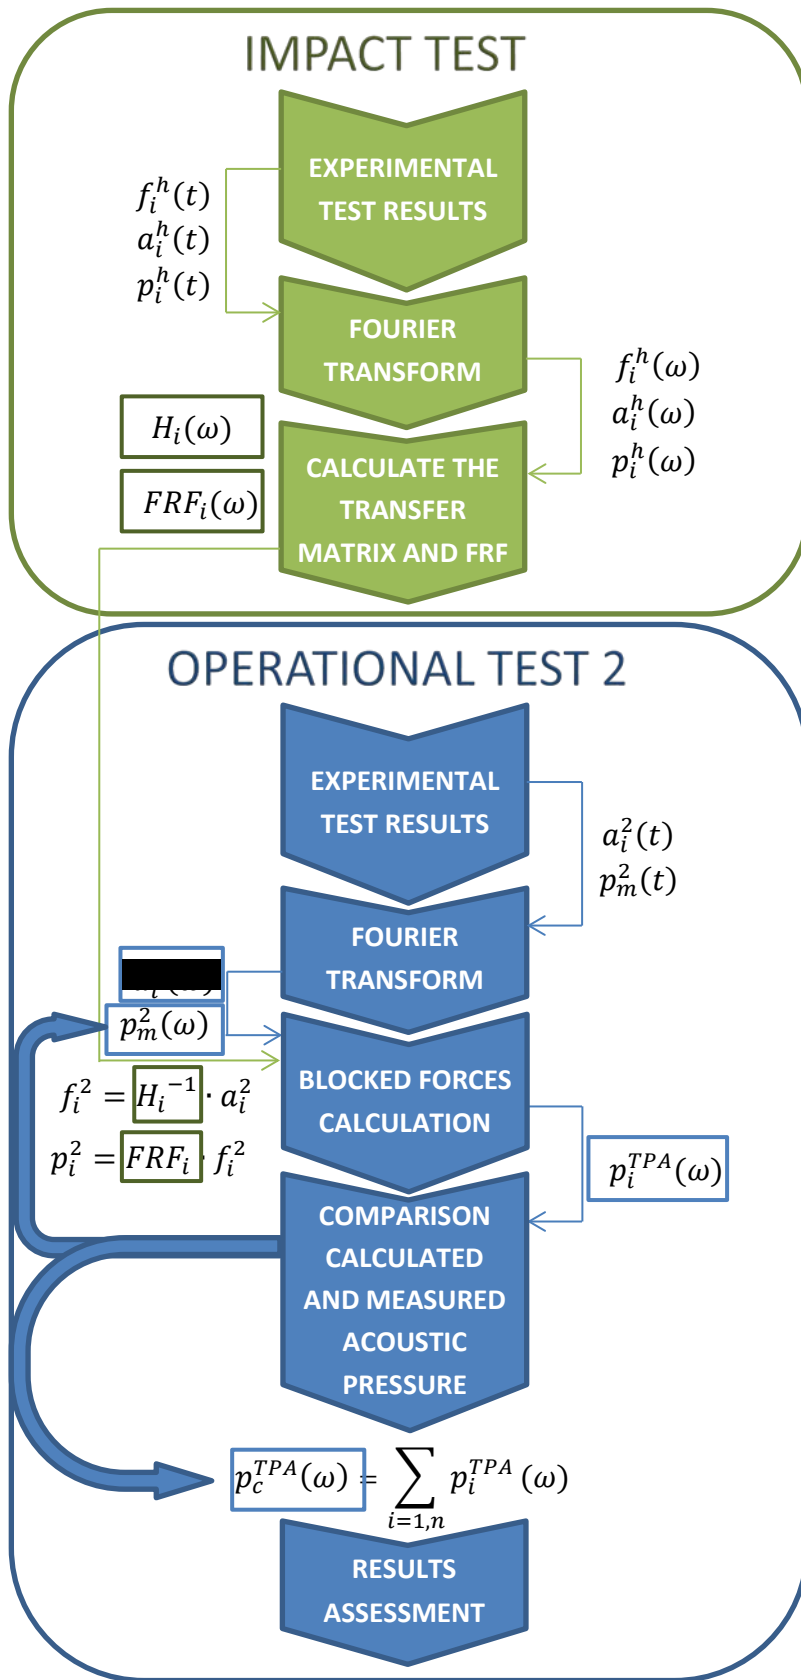 IMPACT TEST
EXPERIMENTAL
TEST RESULTS
f_i^h(t)
a_i^h(t)
p_i^h(t)
FOURIER
TRANSFORM
f_i^h(ω)
a_i^h(ω)
p_i^h(ω)
H_i(ω)
FRF_i(ω)
CALCULATE THE
TRANSFER
MATRIX AND FRF
OPERATIONAL TEST 2
EXPERIMENTAL
TEST RESULTS
a_i^2(t)
p_m^2(t)
FOURIER
TRANSFORM
p_m^2(ω)
BLOCKED FORCES
CALCULATION
f_i^2 = H_i^{-1} · a_i^2
p_i^2 = FRF_i · f_i^2
p_i^{TPA}(ω)
COMPARISON
CALCULATED
AND MEASURED
ACOUSTIC
PRESSURE
p_c^{TPA}(ω) = ∑_{i=1,n} p_i^{TPA}(ω)
RESULTS
ASSESSMENT